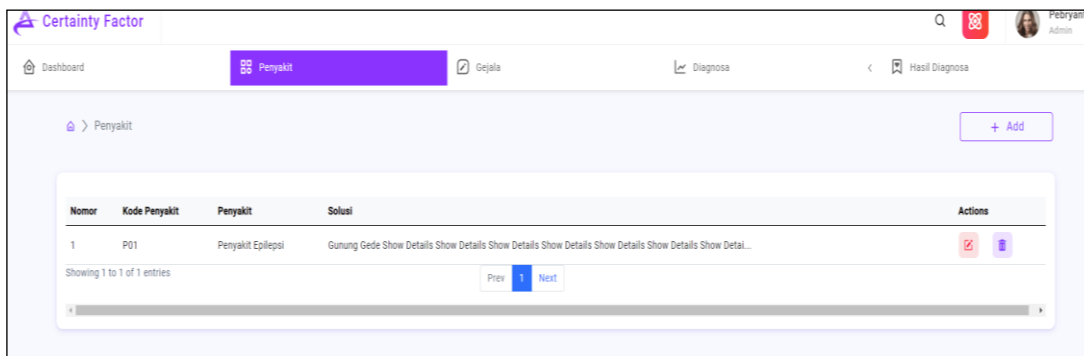 Certainty Factor
Pebryan
Admin
Dashboard
Penyakit
Gejala
Diagnosa
Hasil Diagnosa
Penyakit
+ Add
Nomor Kode Penyakit Penyakit Solusi Actions
1 P01 Penyakit Epilepsi Gunung Gede Show Details Show Details Show Details Show Details Show Details Show Details Show Detai...
Showing 1 to 1 of 1 entries
Prev 1 Next